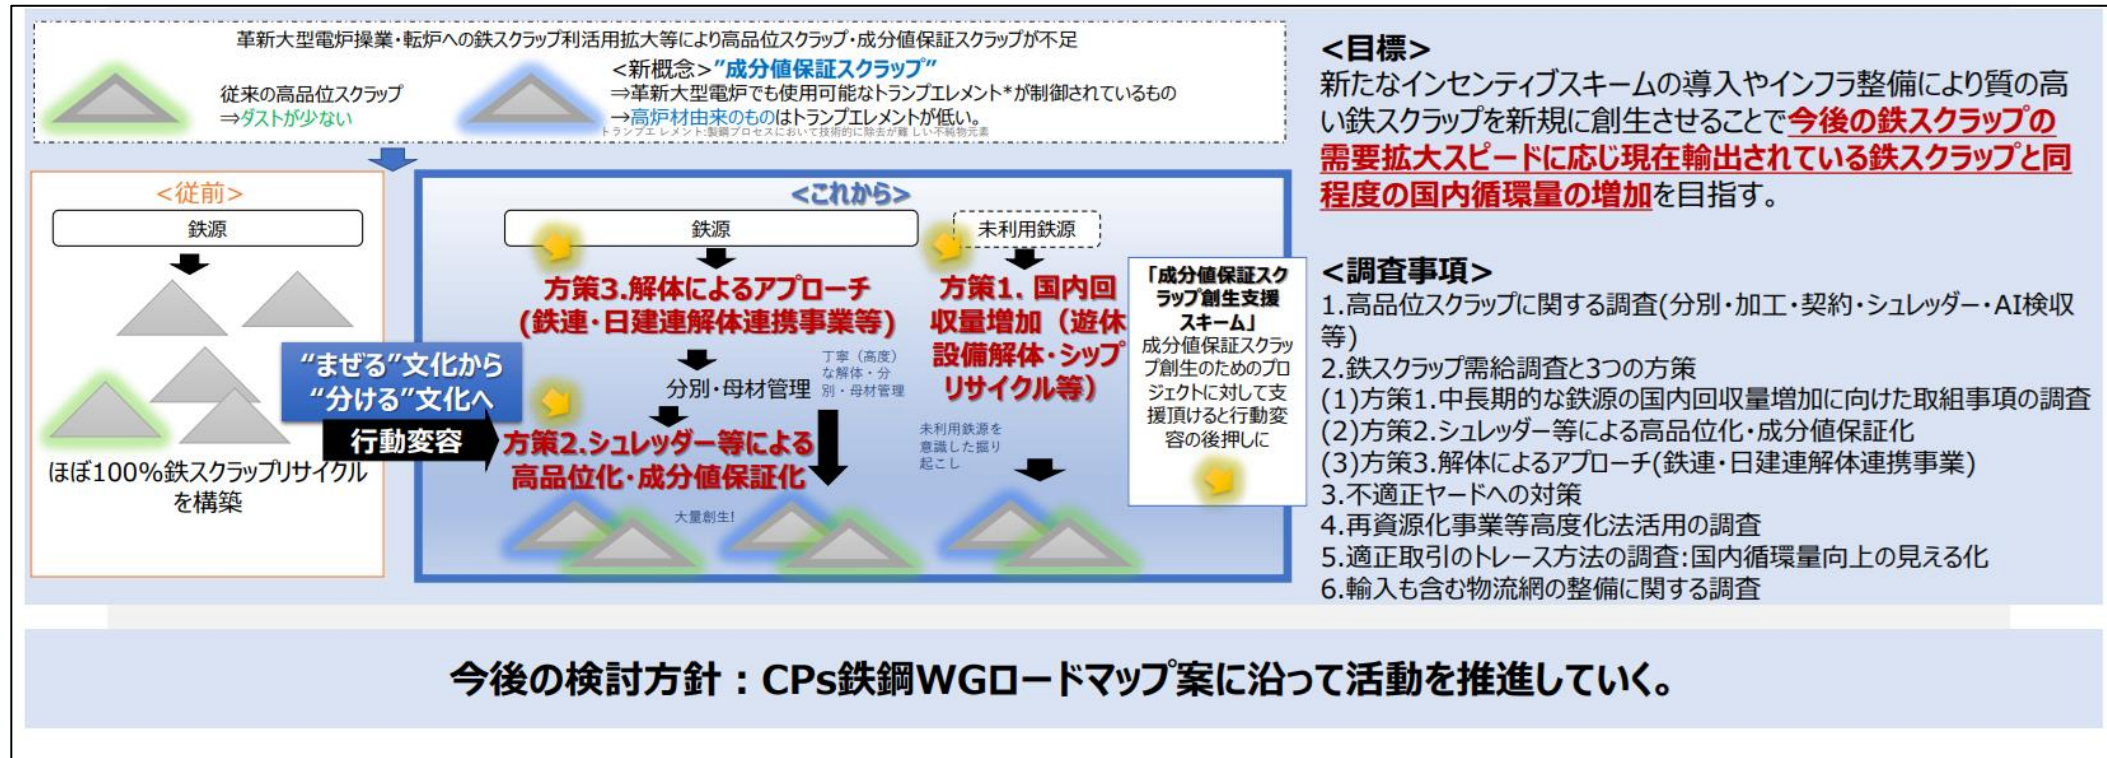 革新大型電炉操業・転炉への鉄スクラップ利活用拡大等により高品位スクラップ・成分値保証スクラップが不足
従来の高品位スクラップ
⇒ダストが少ない
<新概念>”成分値保証スクラップ”
⇒革新大型電炉でも使用可能なトランプエレメント*が制御されているもの
→高炉材由来のものはトランプエレメントが低い。
トランプエレメント:製鋼プロセスにおいて技術的に除去が難しい不純物元素
<従前>
鉄源
ほぼ100%鉄スクラップリサイクル
を構築
“まぜる”文化から
“分ける”文化へ
行動変容
<これから>
鉄源
方策3.解体によるアプローチ
(鉄連・日建連解体連携事業等)
分別・母材管理
丁寧（高度）
な解体・分
別・母材管理
方策2.シュレッダー等による
高品位化・成分値保証化
大量創生!
未利用鉄源
方策1. 国内回
収量増加（遊休
設備解体・シップ
リサイクル等）
未利用鉄源を
意識した掘り
起こし
「成分値保証スク
ラップ創生支援
スキーム」
成分値保証スクラッ
プ創生のためのプロ
ジェクトに対して支
援頂けると行動変
容の後押しに
<目標>
新たなインセンティブスキームの導入やインフラ整備により質の高
い鉄スクラップを新規に創生させることで今後の鉄スクラップの
需要拡大スピードに応じ現在輸出されている鉄スクラップと同
程度の国内循環量の増加を目指す。
<調査事項>
1.高品位スクラップに関する調査(分別・加工・契約・シュレッダー・AI検収
等)
2.鉄スクラップ需給調査と3つの方策
(1)方策1.中長期的な鉄源の国内回収量増加に向けた取組事項の調査
(2)方策2.シュレッダー等による高品位化・成分値保証化
(3)方策3.解体によるアプローチ(鉄連・日建連解体連携事業)
3.不適正ヤードへの対策
4.再資源化事業等高度化法活用の調査
5.適正取引のトレース方法の調査:国内循環量向上の見える化
6.輸入も含む物流網の整備に関する調査
今後の検討方針：CPs鉄鋼WGロードマップ案に沿って活動を推進していく。